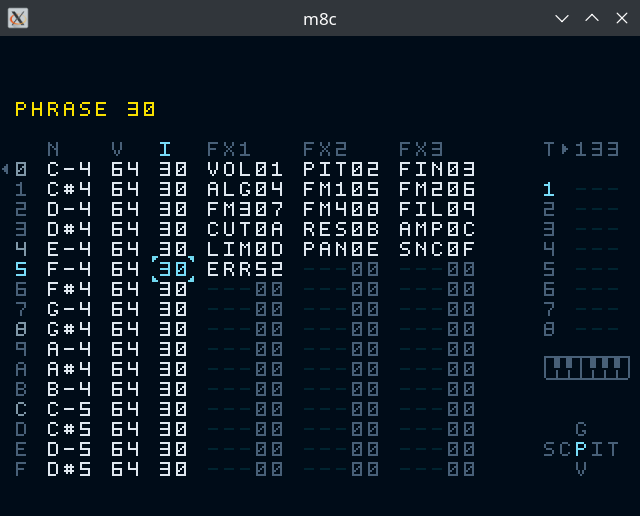 m8c
PHRASE 30
N V I FX1 FX2 FX3 T 133
0 C-4 64 30 VOL01 PIT02 FIN03
1 C#4 64 30 ALG04 FM105 FM206 1 ---
2 D-4 64 30 FM307 FM408 FIL09 2 ---
3 D#4 64 30 CUT0A RES0B AMP0C 3 ---
4 E-4 64 30 LIM0D PAN0E SNC0F 4 ---
5 F-4 64 30 ERR52 ---00 ---00 5 ---
6 F#4 64 30 ---00 ---00 ---00 6 ---
7 G-4 64 30 ---00 ---00 ---00 7 ---
8 G#4 64 30 ---00 ---00 ---00 8 ---
9 A-4 64 30 ---00 ---00 ---00
A A#4 64 30 ---00 ---00 ---00
B B-4 64 30 ---00 ---00 ---00
C C-5 64 30 ---00 ---00 ---00
D C#5 64 30 ---00 ---00 ---00 G
E D-5 64 30 ---00 ---00 ---00 SCPIT
F D#5 64 30 ---00 ---00 ---00 V